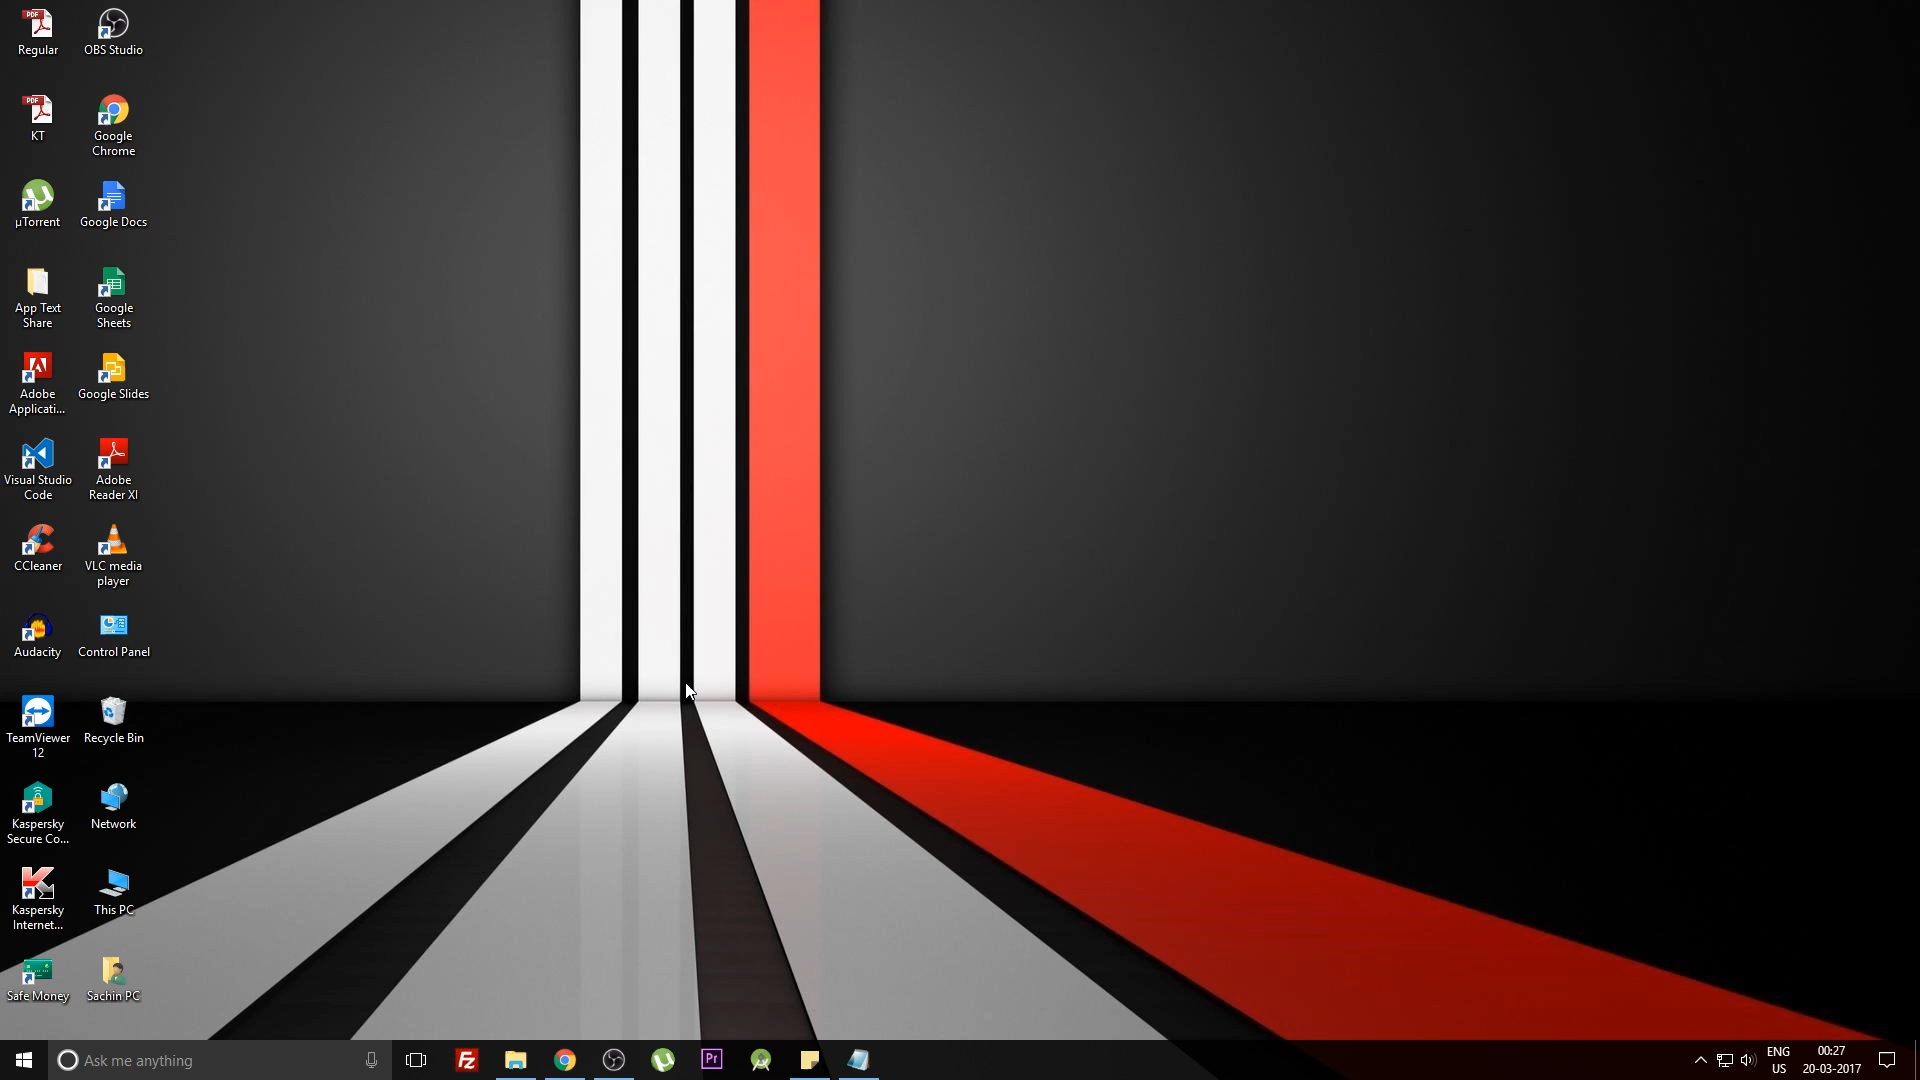 Regular
OBS Studio
KT
Google
Chrome
µTorrent
Google Docs
App Text
Share
Google
Sheets
Adobe
Applicati...
Google Slides
Visual Studio
Code
Adobe
Reader XI
CCleaner
VLC media
player
Audacity
Control Panel
TeamViewer
12
Recycle Bin
Kaspersky
Secure Co...
Network
Kaspersky
Internet...
This PC
Safe Money
Sachin PC
Ask me anything
ENG
US
00:27
20-03-2017